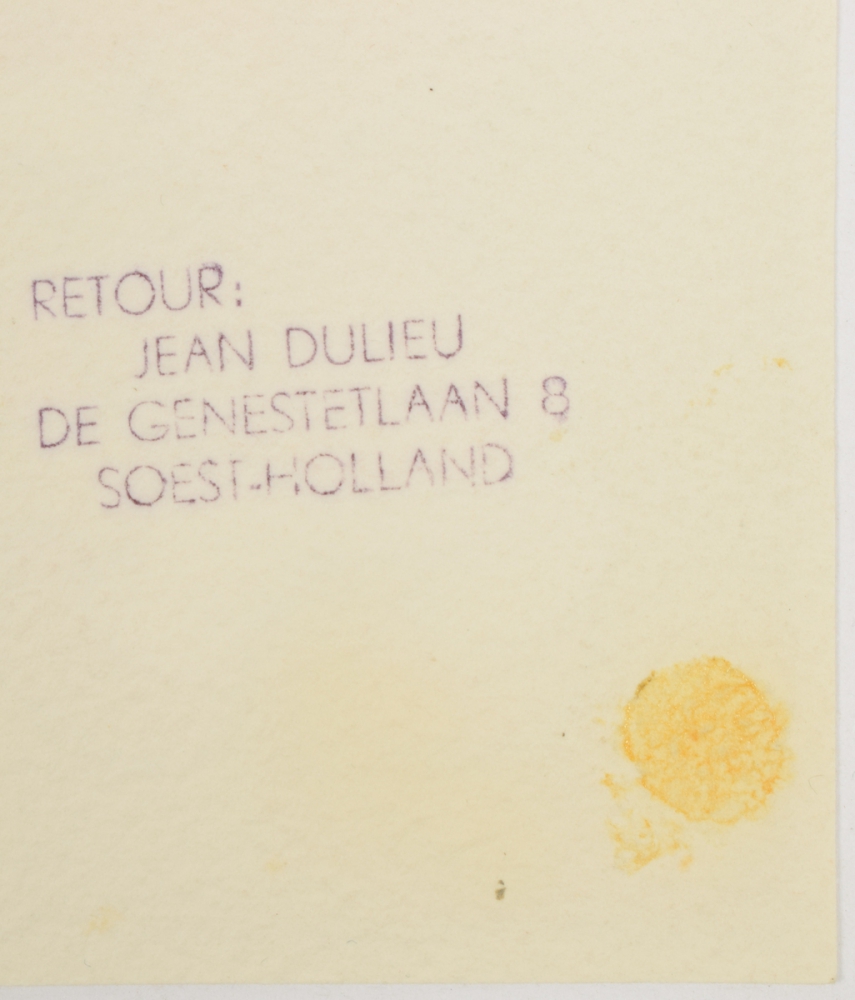 RETOUR:
JEAN DULIEU
DE GENESTETLAAN 8
SOEST-HOLLAND